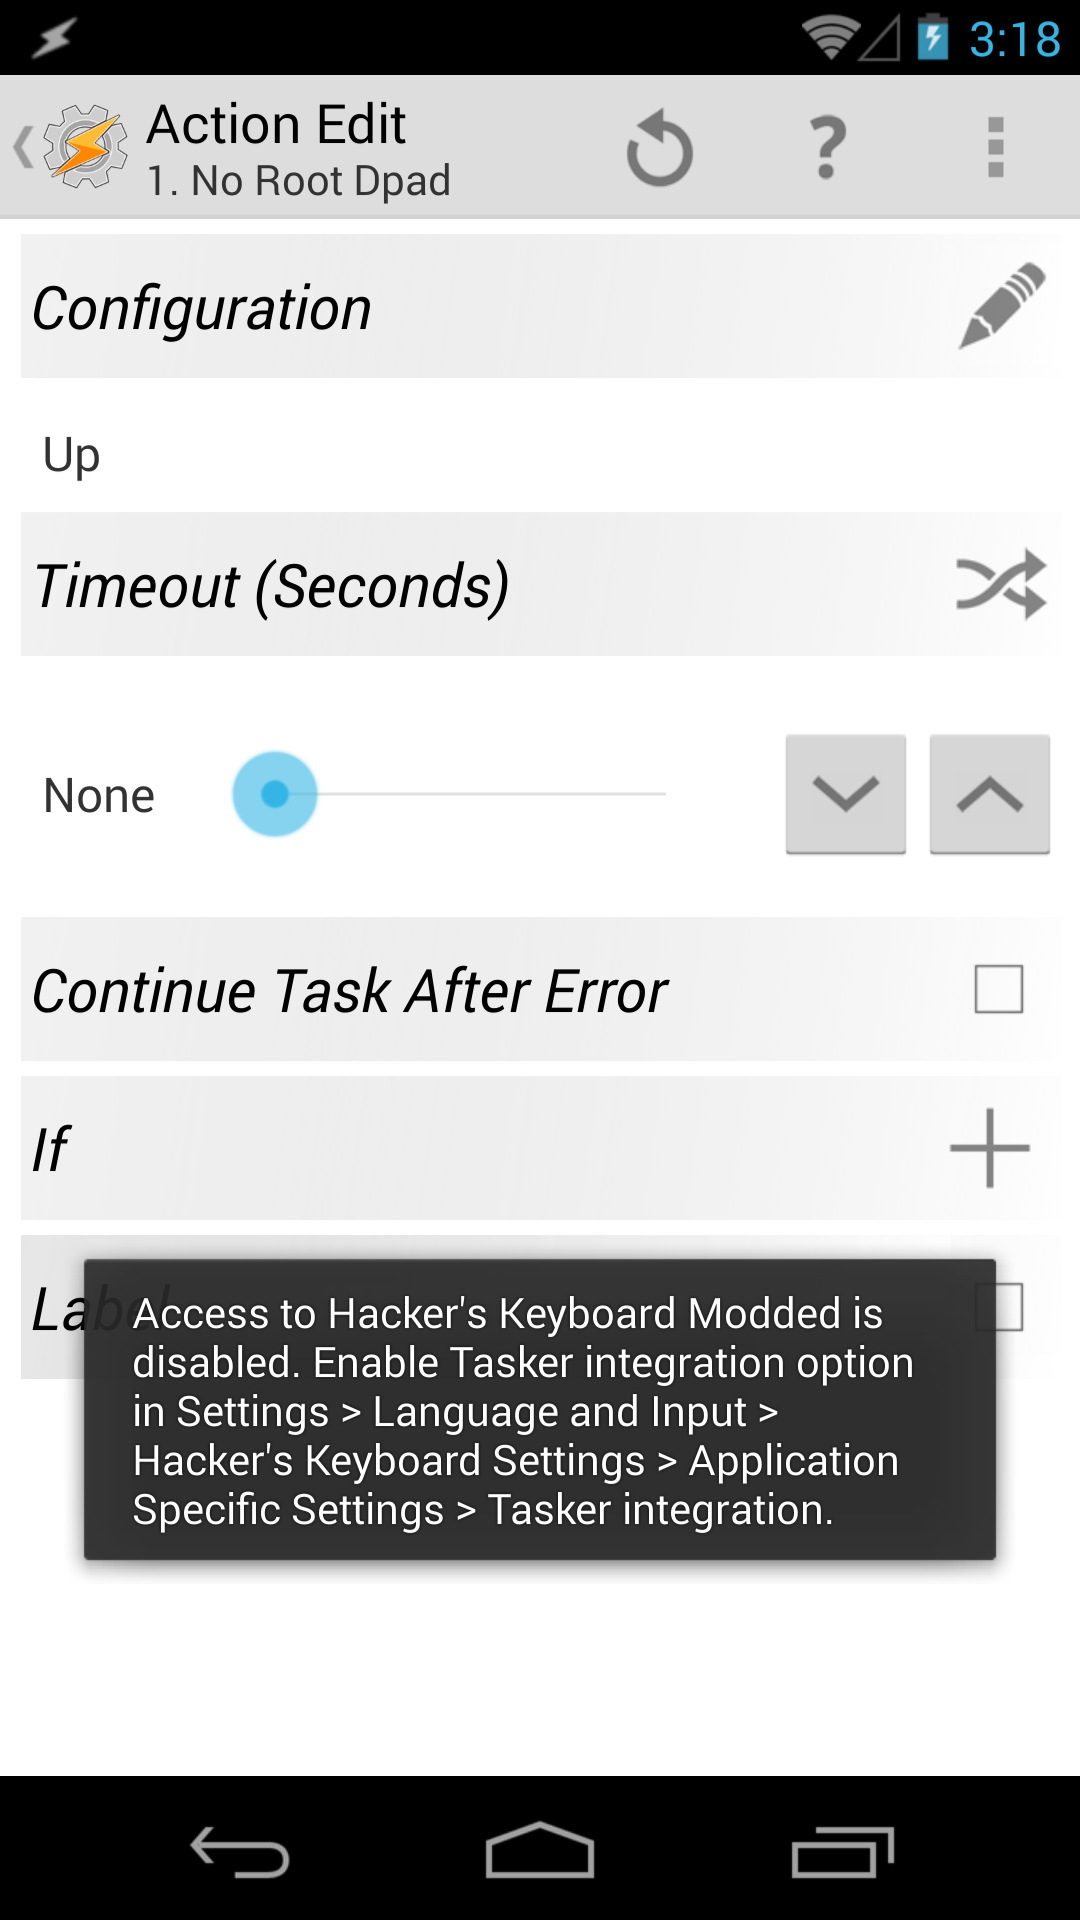 3:18
Action Edit
1. No Root Dpad
Configuration
Up
Timeout (Seconds)
None
Continue Task After Error
If
Label
Access to Hacker's Keyboard Modded is
disabled. Enable Tasker integration option
in Settings > Language and Input >
Hacker's Keyboard Settings > Application
Specific Settings > Tasker integration.